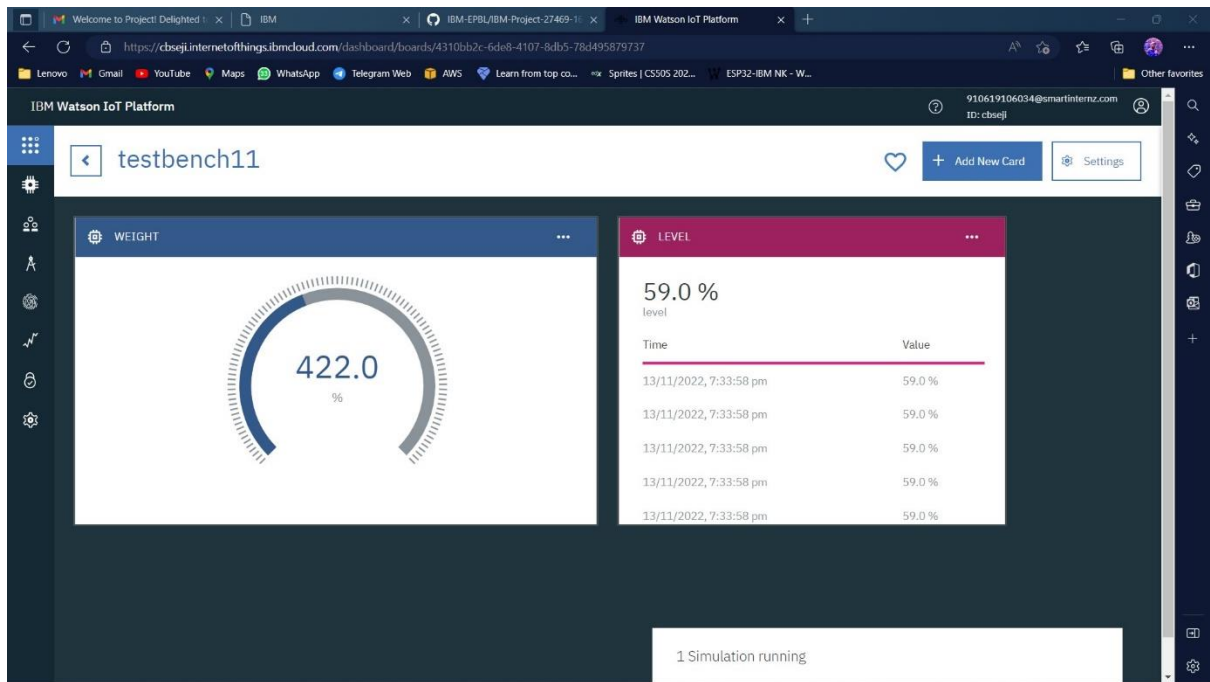 Welcome to Project! Delighted t
IBM
IBM-EPBL/IBM-Project-27469-16
IBM Watson IoT Platform
https://cbseji.internetofthings.ibmcloud.com/dashboard/boards/4310bb2c-6de8-4107-8db5-78d495879737
Lenovo
Gmail
YouTube
Maps
WhatsApp
Telegram Web
AWS
Learn from top co...
Sprites | CS50S 202...
ESP32-IBM NK - W...
Other favorites
IBM Watson IoT Platform
910619106034@smartinternz.com
ID: cbseji
testbench11
+ Add New Card
Settings
WEIGHT
422.0
%
LEVEL
59.0 %
level
Time Value
13/11/2022, 7:33:58 pm 59.0 %
13/11/2022, 7:33:58 pm 59.0 %
13/11/2022, 7:33:58 pm 59.0 %
13/11/2022, 7:33:58 pm 59.0 %
13/11/2022, 7:33:58 pm 59.0 %
1 Simulation running